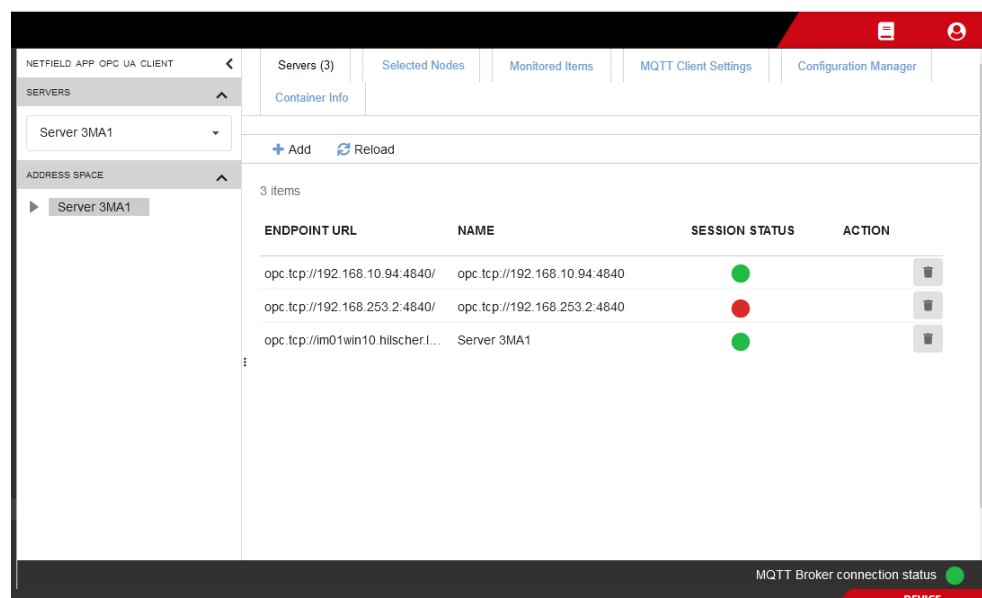 NETFIELD APP OPC UA CLIENT
SERVERS
Server 3MA1
ADDRESS SPACE
Server 3MA1
Servers (3)
Selected Nodes
Monitored Items
MQTT Client Settings
Configuration Manager
Container Info
Add
Reload
3 items
ENDPOINT URL NAME SESSION STATUS ACTION
opc.tcp://192.168.10.94:4840/ opc.tcp://192.168.10.94:4840
opc.tcp://192.168.253.2:4840/ opc.tcp://192.168.253.2:4840
opc.tcp://im01win10.hilscher.l... Server 3MA1
MQTT Broker connection status
DEVICE